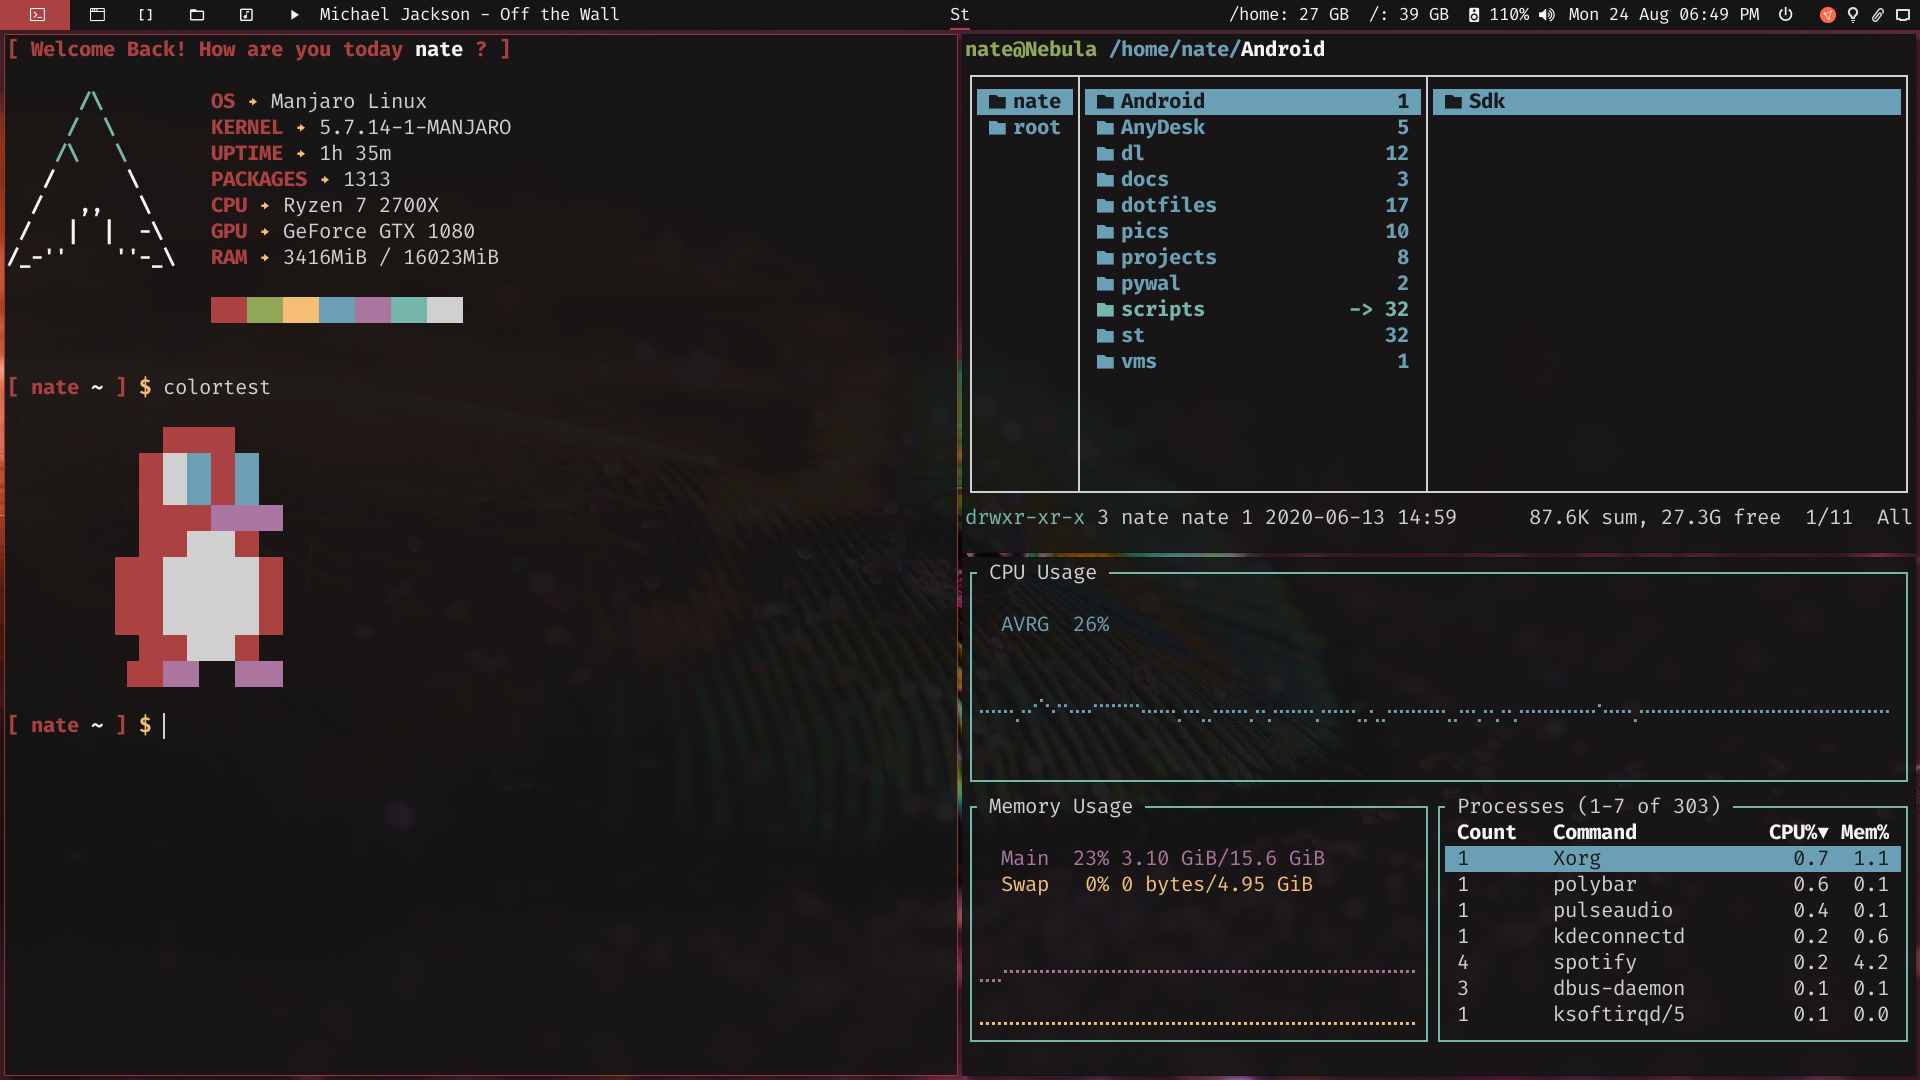 Michael Jackson - Off the Wall
St
/home: 27 GB /: 39 GB 110% Mon 24 Aug 06:49 PM
[ Welcome Back! How are you today nate ? ]
OS → Manjaro Linux
KERNEL → 5.7.14-1-MANJARO
UPTIME → 1h 35m
PACKAGES → 1313
CPU → Ryzen 7 2700X
GPU → GeForce GTX 1080
RAM → 3416MiB / 16023MiB
[ nate ~ ] $ colortest
[ nate ~ ] $
nate@Nebula /home/nate/Android
nate
root
Android 1
AnyDesk 5
dl 12
docs 3
dotfiles 17
pics 10
projects 8
pywal 2
scripts -> 32
st 32
vms 1
Sdk
drwxr-xr-x 3 nate nate 1 2020-06-13 14:59 87.6K sum, 27.3G free 1/11 All
CPU Usage
AVRG 26%
Memory Usage
Main 23% 3.10 GiB/15.6 GiB
Swap 0% 0 bytes/4.95 GiB
Processes (1-7 of 303)
Count Command CPU%▼ Mem%
1 Xorg 0.7 1.1
1 polybar 0.6 0.1
1 pulseaudio 0.4 0.1
1 kdeconnectd 0.2 0.6
4 spotify 0.2 4.2
3 dbus-daemon 0.1 0.1
1 ksoftirqd/5 0.1 0.0